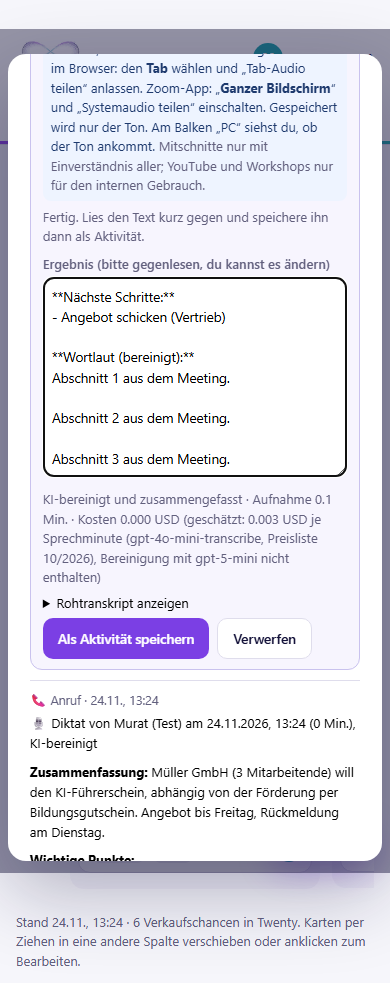 im Browser: den Tab wählen und „Tab-Audio
teilen“ anlassen. Zoom-App: „Ganzer Bildschirm“
und „Systemaudio teilen“ einschalten. Gespeichert
wird nur der Ton. Am Balken „PC“ siehst du, ob
der Ton ankommt. Mitschnitte nur mit
Einverständnis aller; YouTube und Workshops nur
für den internen Gebrauch.
Fertig. Lies den Text kurz gegen und speichere ihn
dann als Aktivität.
Ergebnis (bitte gegenlesen, du kannst es ändern)
**Nächste Schritte:**
- Angebot schicken (Vertrieb)
**Wortlaut (bereinigt):**
Abschnitt 1 aus dem Meeting.
Abschnitt 2 aus dem Meeting.
Abschnitt 3 aus dem Meeting.
KI-bereinigt und zusammengefasst · Aufnahme 0.1
Min. · Kosten 0.000 USD (geschätzt: 0.003 USD je
Sprechminute (gpt-4o-mini-transcribe, Preisliste
10/2026), Bereinigung mit gpt-5-mini nicht
enthalten)
▶ Rohtranskript anzeigen
Als Aktivität speichern Verwerfen
Anruf · 24.11., 13:24
Diktat von Murat (Test) am 24.11.2026, 13:24 (0 Min.),
KI-bereinigt
Zusammenfassung: Müller GmbH (3 Mitarbeitende) will
den KI-Führerschein, abhängig von der Förderung per
Bildungsgutschein. Angebot bis Freitag, Rückmeldung
am Dienstag.
Wichtige Punkte:
Stand 24.11., 13:24 · 6 Verkaufschancen in Twenty. Karten per
Ziehen in eine andere Spalte verschieben oder anklicken zum
Bearbeiten.